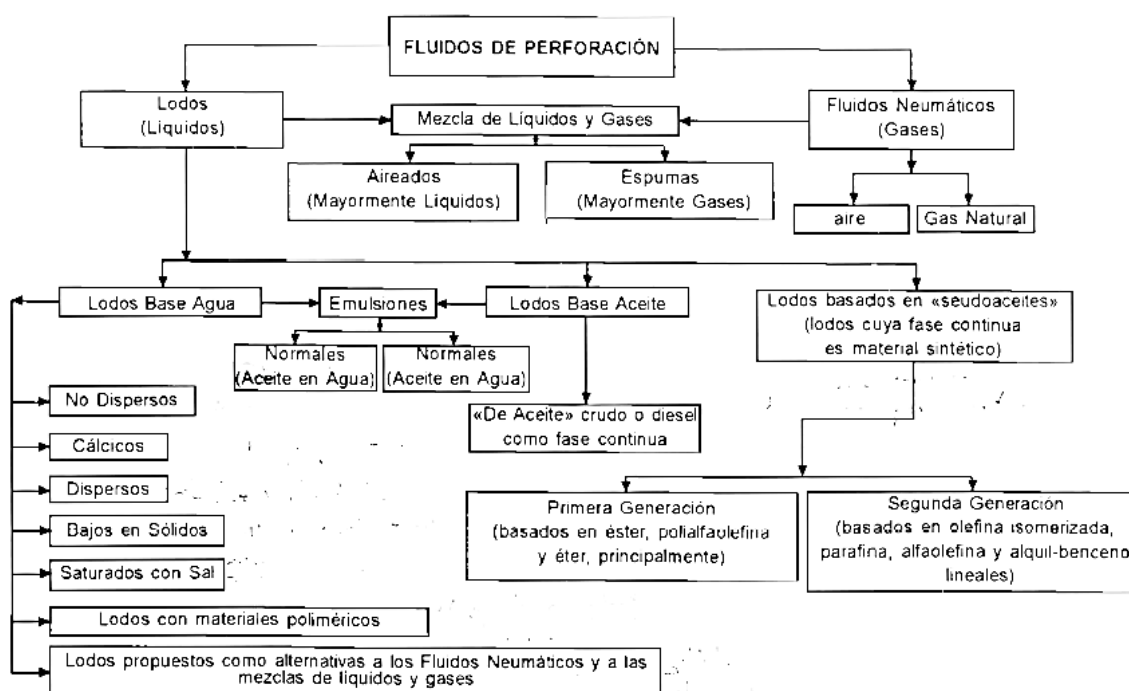 FLUIDOS DE PERFORACIÓN
Lodos
(Líquidos)
Mezcla de Líquidos y Gases
Fluidos Neumáticos
(Gases)
Aireados
(Mayormente Líquidos)
Espumas
(Mayormente Gases)
aire
Gas Natural
Lodos Base Agua
Emulsiones
Lodos Base Aceite
Lodos basados en «seudoaceites»
(lodos cuya fase continua
es material sintético)
Normales
(Aceite en Agua)
Normales
(Aceite en Agua)
«De Aceite» crudo o diesel
como fase continua
No Dispersos
Cálcicos
Dispersos
Bajos en Sólidos
Saturados con Sal
Lodos con materiales poliméricos
Lodos propuestos como alternativas a los Fluidos Neumáticos y a las
mezclas de líquidos y gases
Primera Generación
(basados en éster, polialfaolefina
y éter, principalmente)
Segunda Generación
(basados en olefina isomerizada,
parafina, alfaolefina y alquil-benceno
lineales)